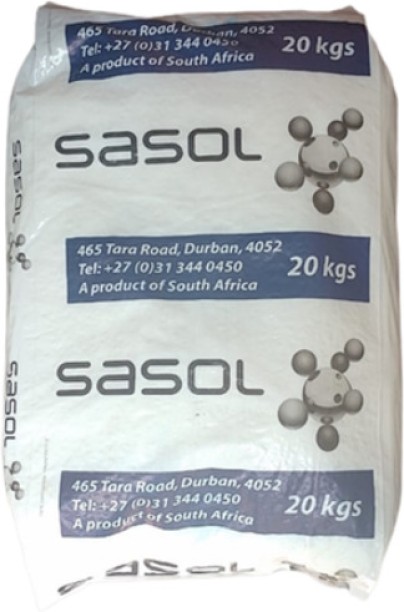 465 Tara Road, Durban, 4052
Tel: +27 (0)31 344 0450
A product of South Africa
20 kgs
sasol
sasol
465 Tara Road, Durban, 4052
Tel: +27 (0)31 344 0450
A product of South Africa
20 kgs
sasol
sasol
465 Tara Road, Durban, 4052
Tel: +27 (0)31 344 0450
A product of South Africa
20 kgs
SASOL